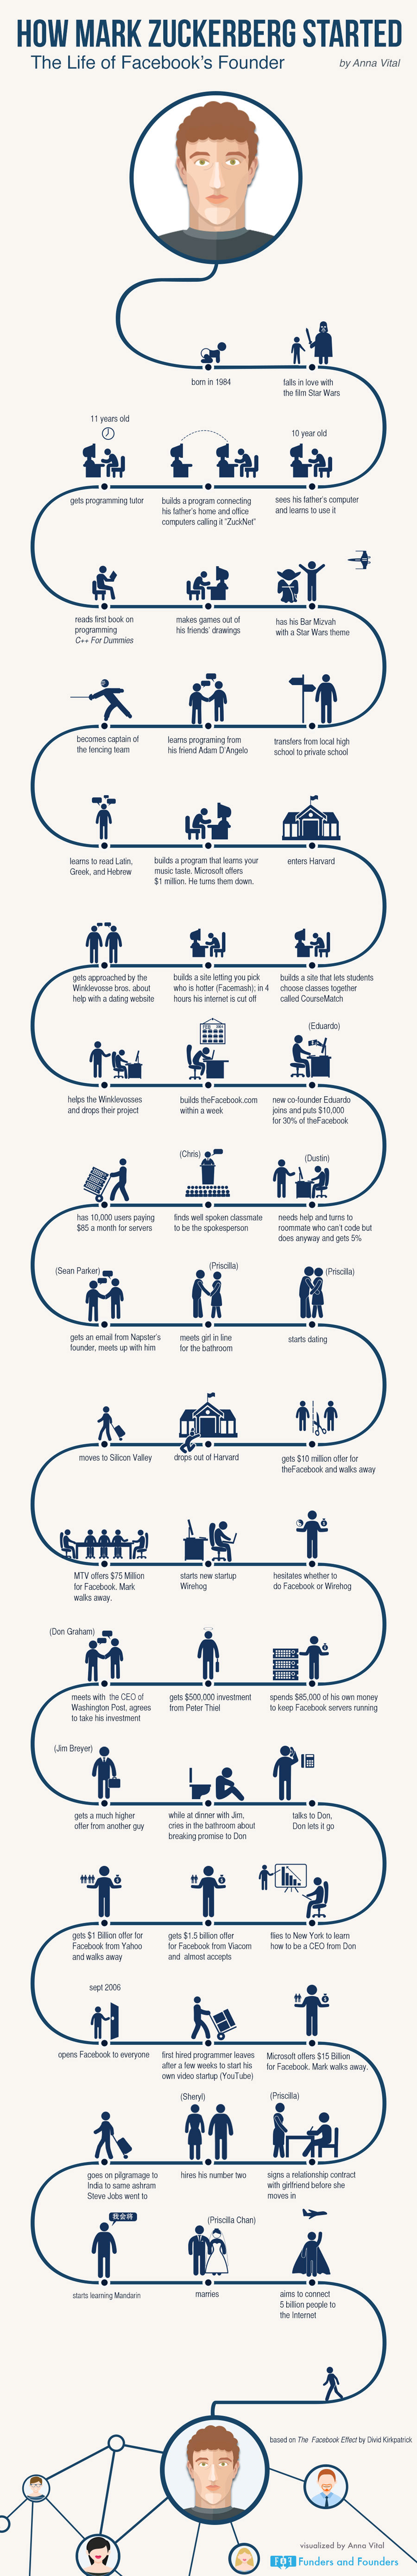 HOW MARK ZUCKERBERG STARTED
The Life of Facebook's Founder
by Anna Vital
born in 1984
falls in love with
the film Star Wars
11 years old
gets programming tutor
builds a program connecting
his father's home and office
computers calling it "ZuckNet"
10 year old
sees his father's computer
and learns to use it
reads first book on
programming
C++ For Dummies
makes games out of
his friends' drawings
has his Bar Mizvah
with a Star Wars theme
becomes captain of
the fencing team
learns programing from
his friend Adam D'Angelo
transfers from local high
school to private school
learns to read Latin,
Greek, and Hebrew
builds a program that learns your
music taste. Microsoft offers
$1 million. He turns them down.
enters Harvard
gets approached by the
Winklevosse bros. about
help with a dating website
builds a site letting you pick
who is hotter (Facemash); in 4
hours his internet is cut off
builds a site that lets students
choose classes together
called CourseMatch
helps the Winklevosses
and drops their project
builds theFacebook.com
within a week
(Eduardo)
new co-founder Eduardo
joins and puts $10,000
for 30% of theFacebook
has 10,000 users paying
$85 a month for servers
(Chris)
finds well spoken classmate
to be the spokesperson
(Dustin)
needs help and turns to
roommate who can't code but
does anyway and gets 5%
(Sean Parker)
gets an email from Napster's
founder, meets up with him
(Priscilla)
meets girl in line
for the bathroom
(Priscilla)
starts dating
moves to Silicon Valley
drops out of Harvard
gets $10 million offer for
theFacebook and walks away
MTV offers $75 Million
for Facebook. Mark
walks away.
starts new startup
Wirehog
hesitates whether to
do Facebook or Wirehog
(Don Graham)
meets with the CEO of
Washington Post, agrees
to take his investment
gets $500,000 investment
from Peter Thiel
spends $85,000 of his own money
to keep Facebook servers running
(Jim Breyer)
gets a much higher
offer from another guy
while at dinner with Jim,
cries in the bathroom about
breaking promise to Don
talks to Don,
Don lets it go
gets $1 Billion offer for
Facebook from Yahoo
and walks away
gets $1.5 billion offer
for Facebook from Viacom
and almost accepts
flies to New York to learn
how to be a CEO from Don
sept 2006
opens Facebook to everyone
first hired programmer leaves
after a few weeks to start his
own video startup (YouTube)
Microsoft offers $15 Billion
for Facebook. Mark walks away.
goes on pilgramage to
India to same ashram
Steve Jobs went to
(Sheryl)
hires his number two
(Priscilla)
signs a relationship contract
with girlfriend before she
moves in
我会将
starts learning Mandarin
(Priscilla Chan)
marries
aims to connect
5 billion people to
the Internet
based on The Facebook Effect by Divid Kirkpatrick
visualized by Anna Vital
Funders and Founders